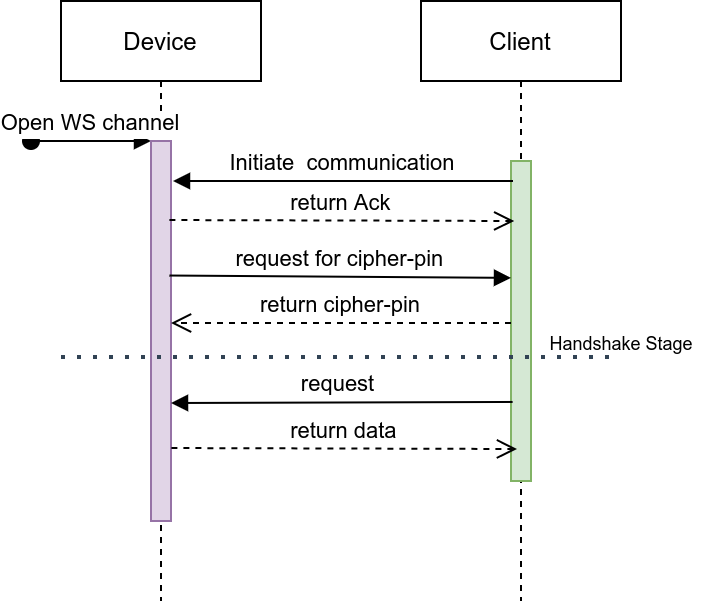 Device
Client
Open WS channel
Initiate  communication
return Ack
request for cipher-pin
return cipher-pin
Handshake Stage
request
return data